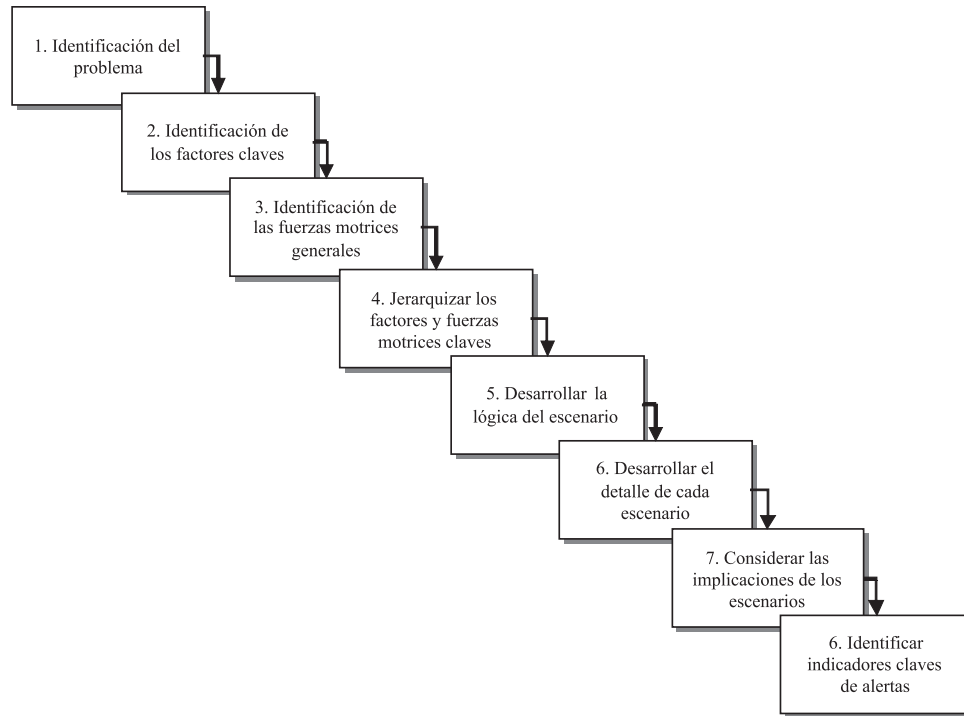 1. Identificación del
problema
2. Identificación de
los factores claves
3. Identificación de
las fuerzas motrices
generales
4. Jerarquizar los
factores y fuerzas
motrices claves
5. Desarrollar la
lógica del escenario
6. Desarrollar el
detalle de cada
escenario
7. Considerar las
implicaciones de los
escenarios
6. Identificar
indicadores claves
de alertas